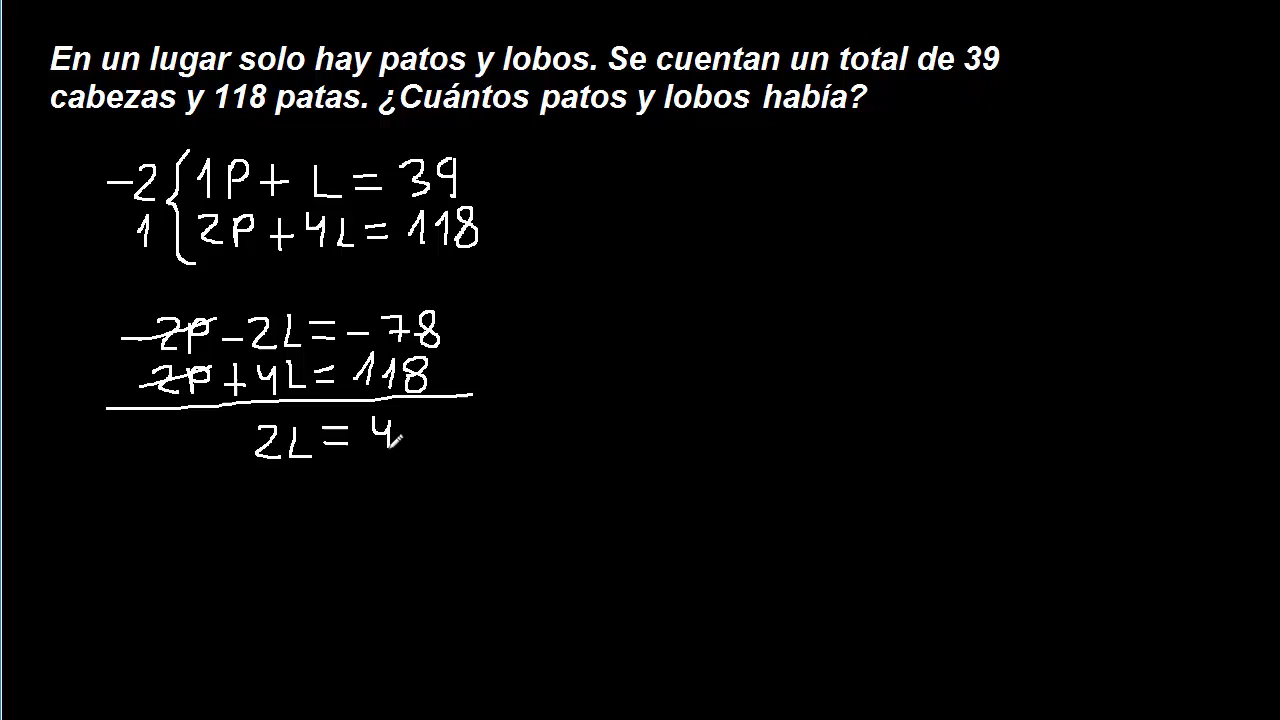 En un lugar solo hay patos y lobos. Se cuentan un total de 39
cabezas y 118 patas. ¿Cuántos patos y lobos había?
-2 { 1P + L = 39
1 { 2P + 4L = 118
-2P - 2L = - 78
2P + 4L = 118
2L = 4